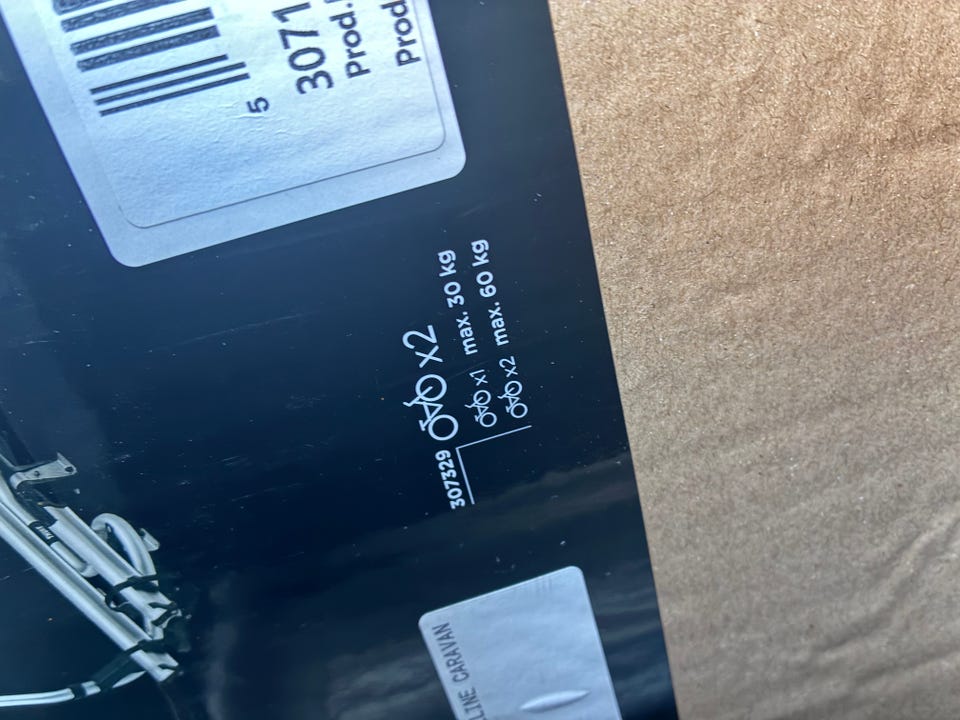 5
3071
Prod.
Prod
307329 x2
x1 max. 30 kg
x2 max. 60 kg
LINE CARAVAN